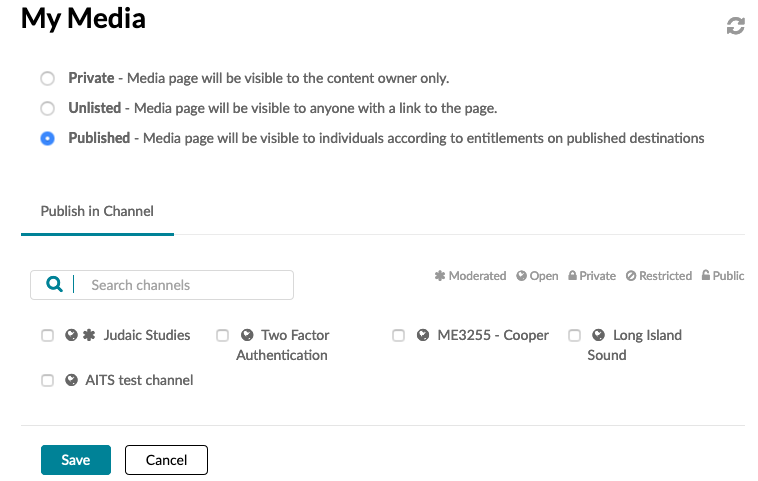 My Media
Private - Media page will be visible to the content owner only.
Unlisted - Media page will be visible to anyone with a link to the page.
Published - Media page will be visible to individuals according to entitlements on published destinations
Publish in Channel
Search channels
Moderated Open Private Restricted Public
Judaic Studies
Two Factor
Authentication
ME3255 - Cooper
Long Island
Sound
AITS test channel
Save Cancel